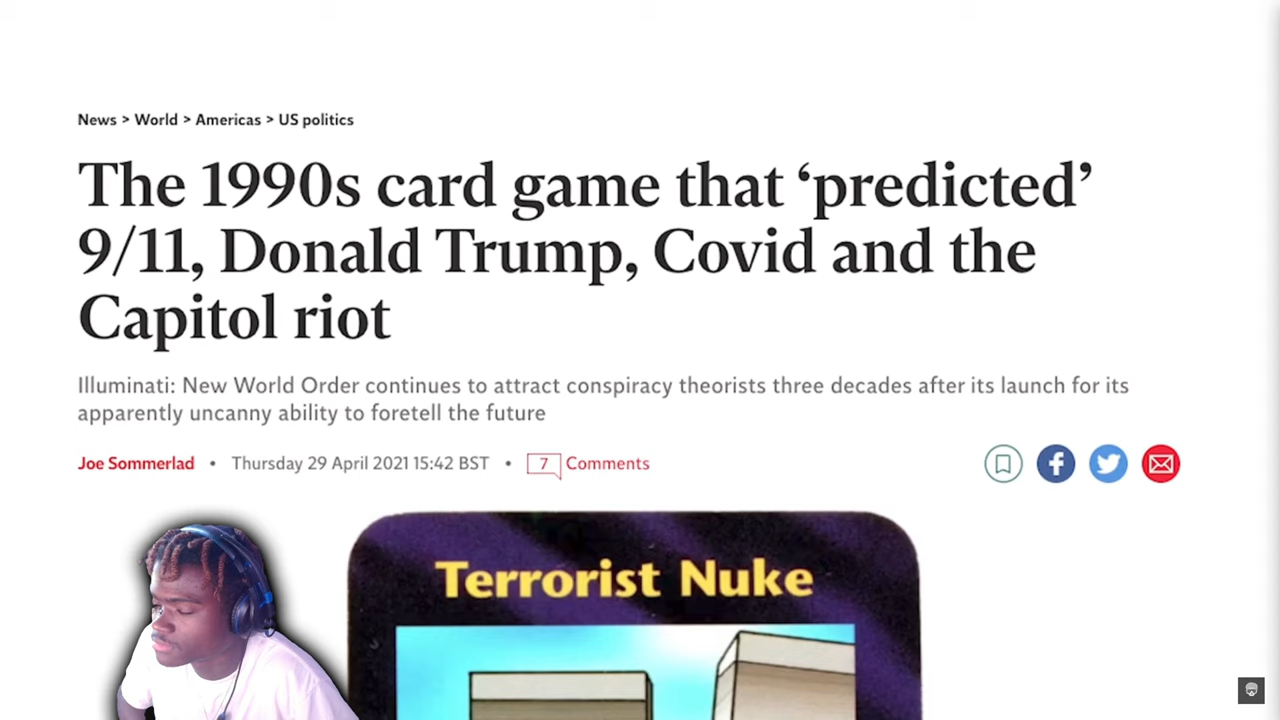 News > World > Americas > US politics
The 1990s card game that ‘predicted’
9/11, Donald Trump, Covid and the
Capitol riot
Illuminati: New World Order continues to attract conspiracy theorists three decades after its launch for its
apparently uncanny ability to foretell the future
Joe Sommerlad • Thursday 29 April 2021 15:42 BST • 7 Comments
Terrorist Nuke